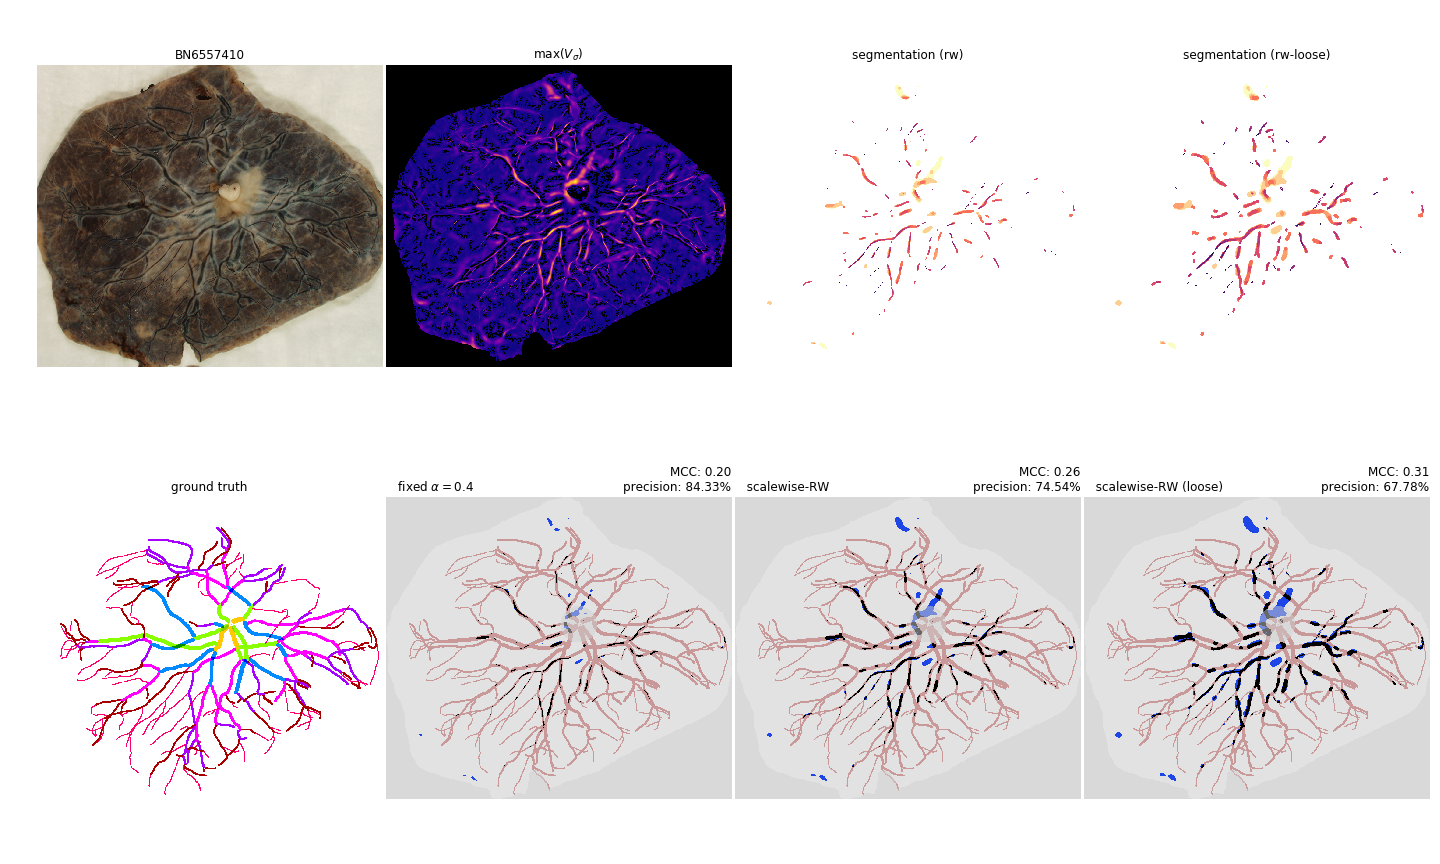 BN6557410
max(V_σ)
segmentation (rw)
segmentation (rw-loose)
ground truth
fixed α = 0.4
MCC: 0.20
precision: 84.33%
scalewise-RW
MCC: 0.26
precision: 74.54%
scalewise-RW (loose)
MCC: 0.31
precision: 67.78%